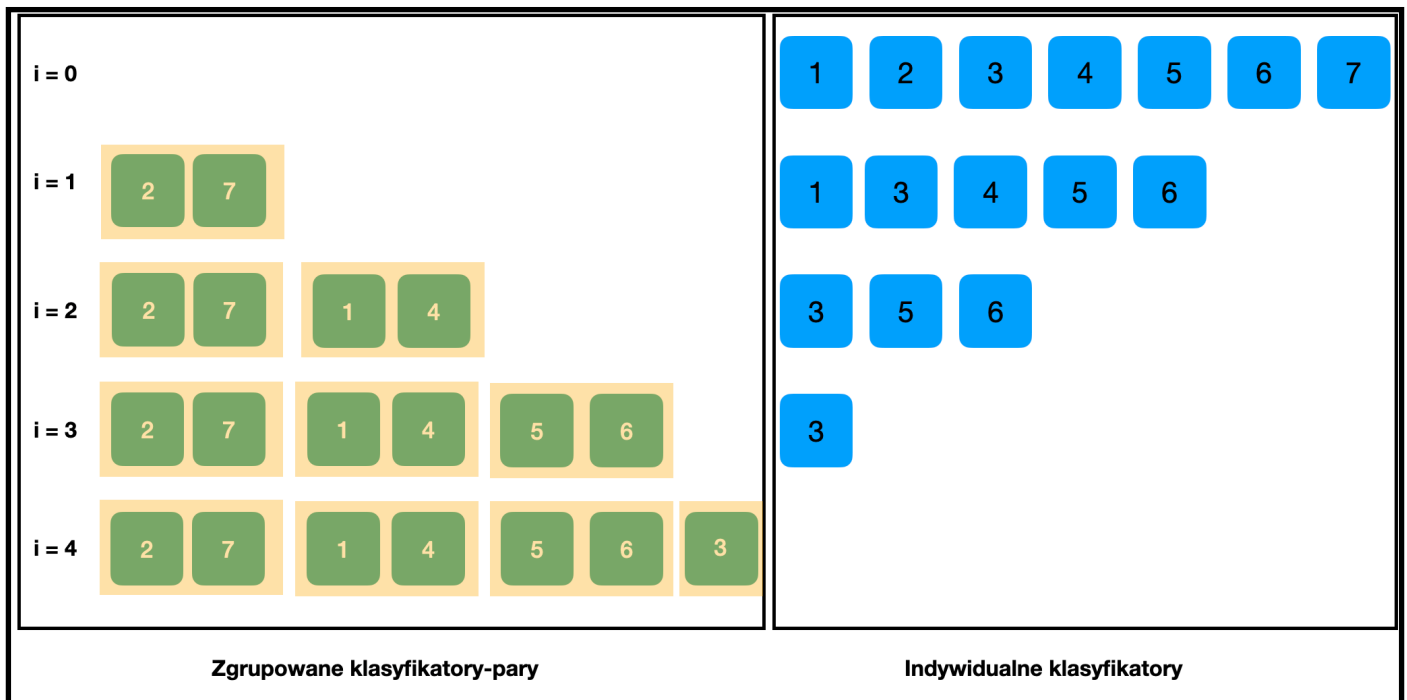 i = 0
1 2 3 4 5 6 7
i = 1
2 7
1 3 4 5 6
i = 2
2 7 1 4
3 5 6
i = 3
2 7 1 4 5 6
3
i = 4
2 7 1 4 5 6 3
Zgrupowane klasyfikatory-pary
Indywidualne klasyfikatory